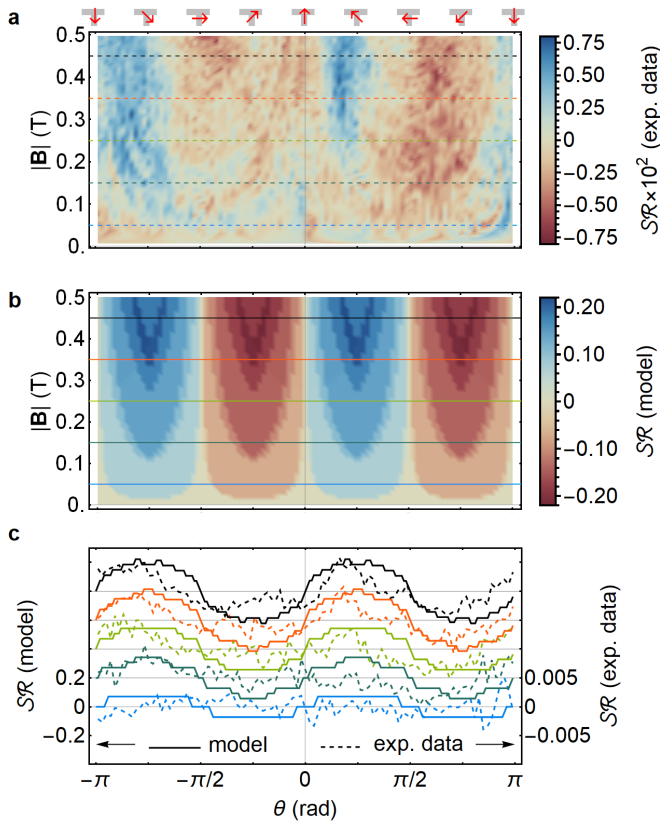 a
0.5
0.4
0.3
0.2
0.1
0.
|B| (T)
0.80
0.50
0.25
0
−0.25
−0.50
−0.80
𝒮ℛ×10² (exp. data)
b
0.5
0.4
0.3
0.2
0.1
0.
|B| (T)
0.20
0.10
0
−0.10
−0.20
𝒮ℛ (model)
c
𝒮ℛ (model)
0.2
0
−0.2
0.005
0
−0.005
𝒮ℛ (exp. data)
model
exp. data
−π
−π/2
0
π/2
π
θ (rad)